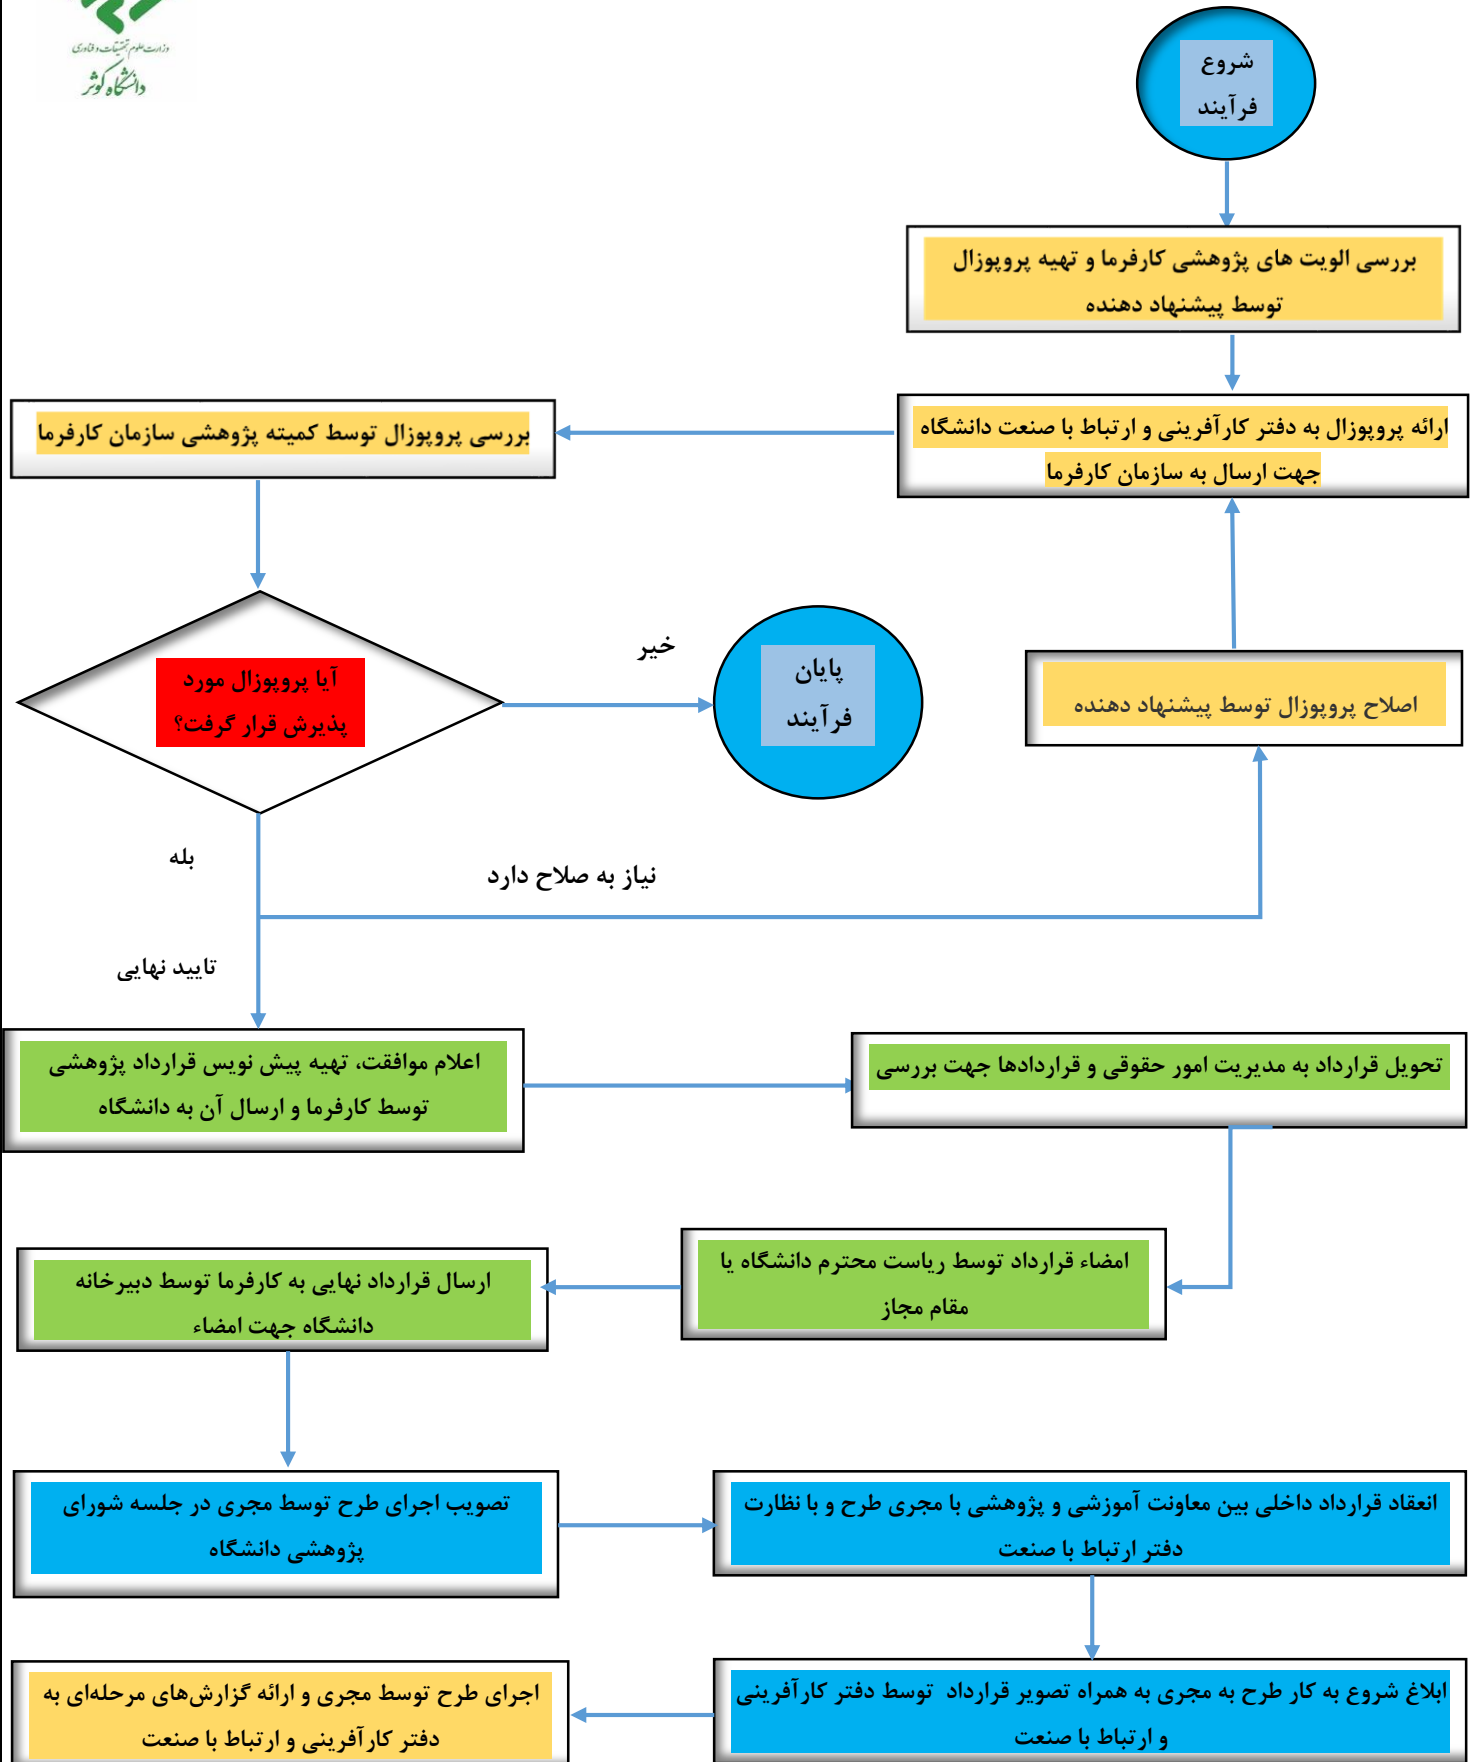 وزارت علوم تحقیقات و فناوری
دانشگاه کوثر
شروع
فرآیند
بررسی الویت های پژوهشی کارفرما و تهیه پروپوزال
توسط پیشنهاد دهنده
ارائه پروپوزال به دفتر کارآفرینی و ارتباط با صنعت دانشگاه
جهت ارسال به سازمان کارفرما
بررسی پروپوزال توسط کمیته پژوهشی سازمان کارفرما
آیا پروپوزال مورد
پذیرش قرار گرفت؟
خیر
پایان
فرآیند
اصلاح پروپوزال توسط پیشنهاد دهنده
بله
نیاز به صلاح دارد
تایید نهایی
اعلام موافقت، تهیه پیش نویس قرارداد پژوهشی
توسط کارفرما و ارسال آن به دانشگاه
تحویل قرارداد به مدیریت امور حقوقی و قراردادها جهت بررسی
امضاء قرارداد توسط ریاست محترم دانشگاه یا
مقام مجاز
ارسال قرارداد نهایی به کارفرما توسط دبیرخانه
دانشگاه جهت امضاء
تصویب اجرای طرح توسط مجری در جلسه شورای
پژوهشی دانشگاه
انعقاد قرارداد داخلی بین معاونت آموزشی و پژوهشی با مجری طرح و با نظارت
دفتر ارتباط با صنعت
ابلاغ شروع به کار طرح به مجری به همراه تصویر قرارداد توسط دفتر کارآفرینی
و ارتباط با صنعت
اجرای طرح توسط مجری و ارائه گزارش‌های مرحله‌ای به
دفتر کارآفرینی و ارتباط با صنعت